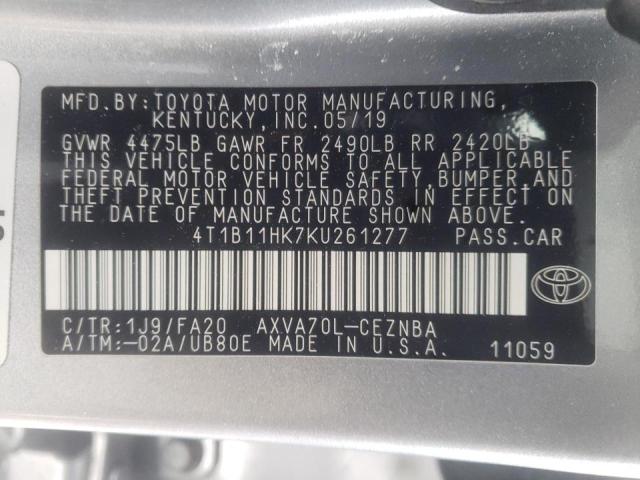 MFD.BY:TOYOTA MOTOR MANUFACTURING,
KENTUCKY,INC.05/19
GVWR 4475LB GAWR FR 2490LB RR 2420LB
THIS VEHICLE CONFORMS TO ALL APPLICABLE
FEDERAL MOTOR VEHICLE SAFETY,BUMPER,AND
THEFT PREVENTION STANDARDS IN EFFECT ON
THE DATE OF MANUFACTURE SHOWN ABOVE.
4T1B11HK7KU261277 PASS.CAR
C/TR:1J9/FA20 AXVA70L-CEZNBA
A/TM:-02A/UB80E MADE IN U.S.A. 11059